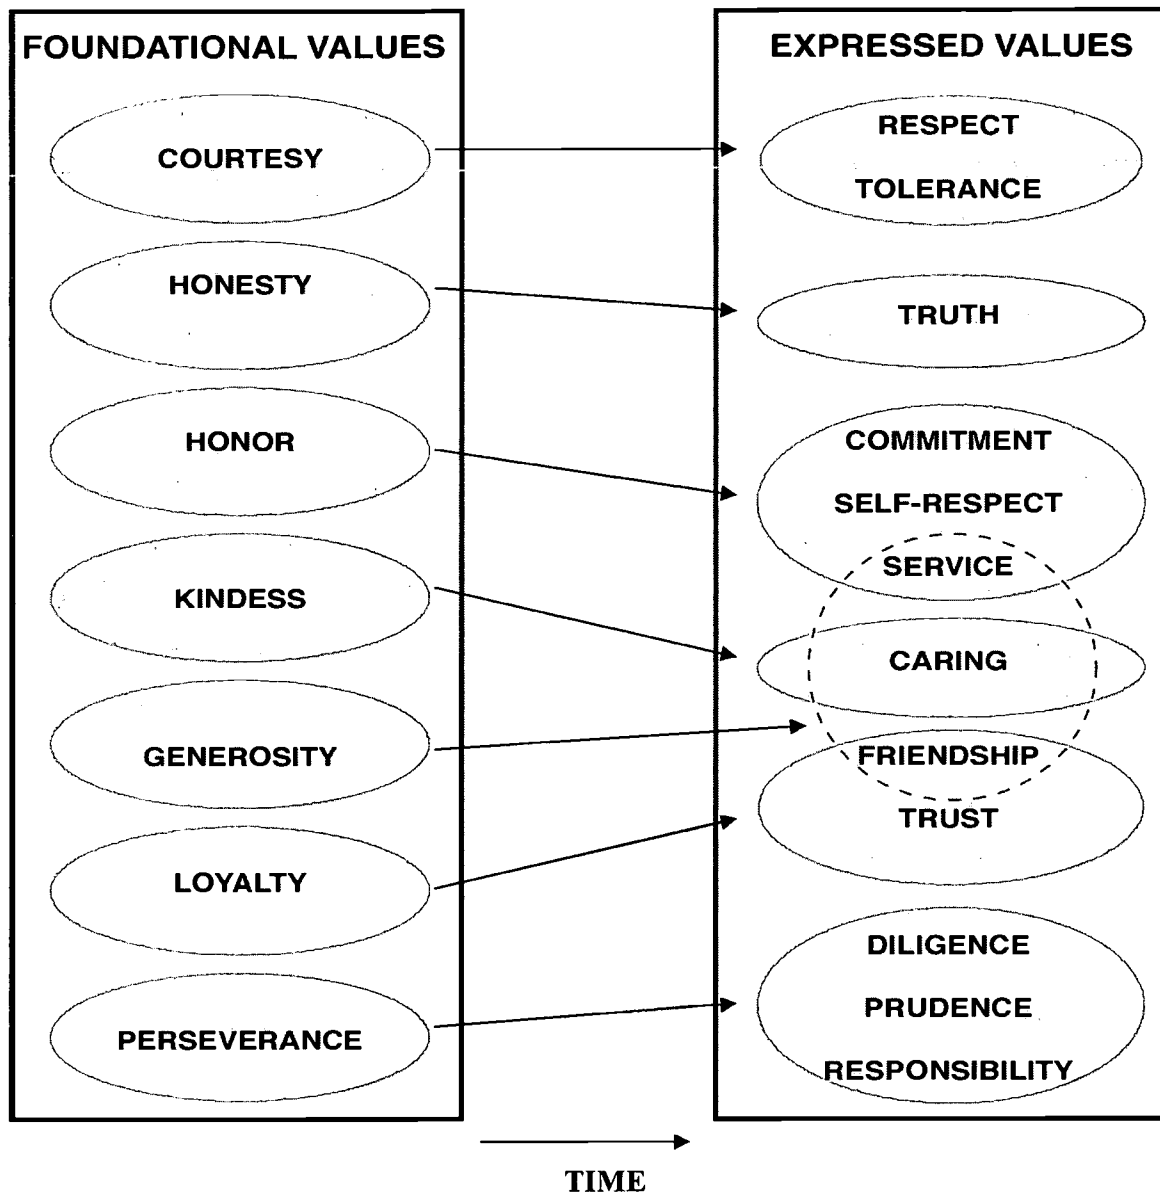 FOUNDATIONAL VALUES
COURTESY
HONESTY
HONOR
KINDESS
GENEROSITY
LOYALTY
PERSEVERANCE
EXPRESSED VALUES
RESPECT
TOLERANCE
TRUTH
COMMITMENT
SELF-RESPECT
SERVICE
CARING
FRIENDSHIP
TRUST
DILIGENCE
PRUDENCE
RESPONSIBILITY
TIME